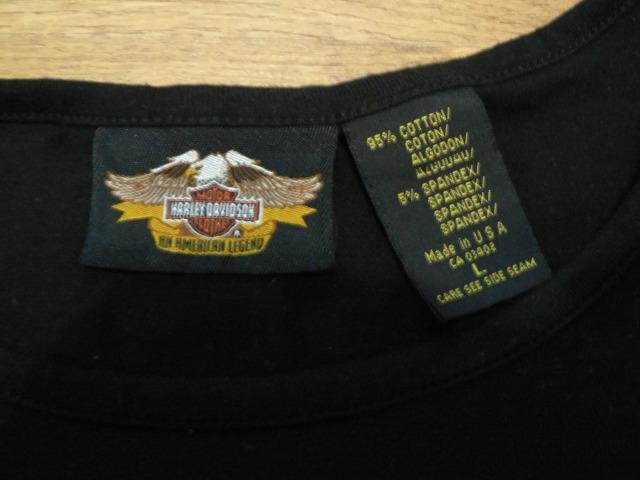 MOTOR
HARLEY-DAVIDSON
CYCLES
AN AMERICAN LEGEND
®
95% COTTON/
COTON/
ALGODON/
5% SPANDEX/
SPANDEX/
SPANDEX/
SPANDEX/
Made in U S A
CA 03402
L
CARE SEE SIDE SEAM